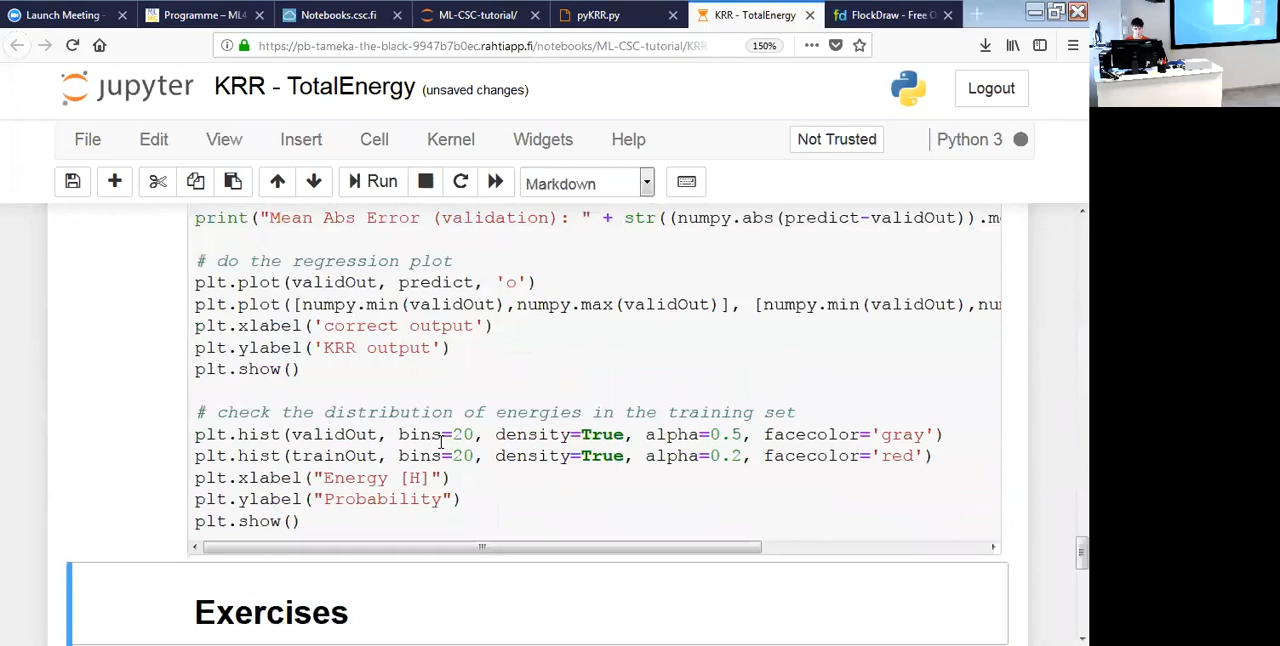 Launch Meeting -
Programme – ML4
Notebooks.csc.fi
ML-CSC-tutorial/
pyKRR.py
KRR - TotalEnergy
FlockDraw - Free O
https://pb-tameka-the-black-9947b7b0ec.rahtiapp.fi/notebooks/ML-CSC-tutorial/KRR
150%
jupyter KRR - TotalEnergy (unsaved changes)
Logout
File Edit View Insert Cell Kernel Widgets Help
Not Trusted
Python 3
Run
Markdown
print("Mean Abs Error (validation): " + str((numpy.abs(predict-validOut)).me
# do the regression plot
plt.plot(validOut, predict, 'o')
plt.plot([numpy.min(validOut),numpy.max(validOut)], [numpy.min(validOut),num
plt.xlabel('correct output')
plt.ylabel('KRR output')
plt.show()
# check the distribution of energies in the training set
plt.hist(validOut, bins=20, density=True, alpha=0.5, facecolor='gray')
plt.hist(trainOut, bins=20, density=True, alpha=0.2, facecolor='red')
plt.xlabel("Energy [H]")
plt.ylabel("Probability")
plt.show()
Exercises